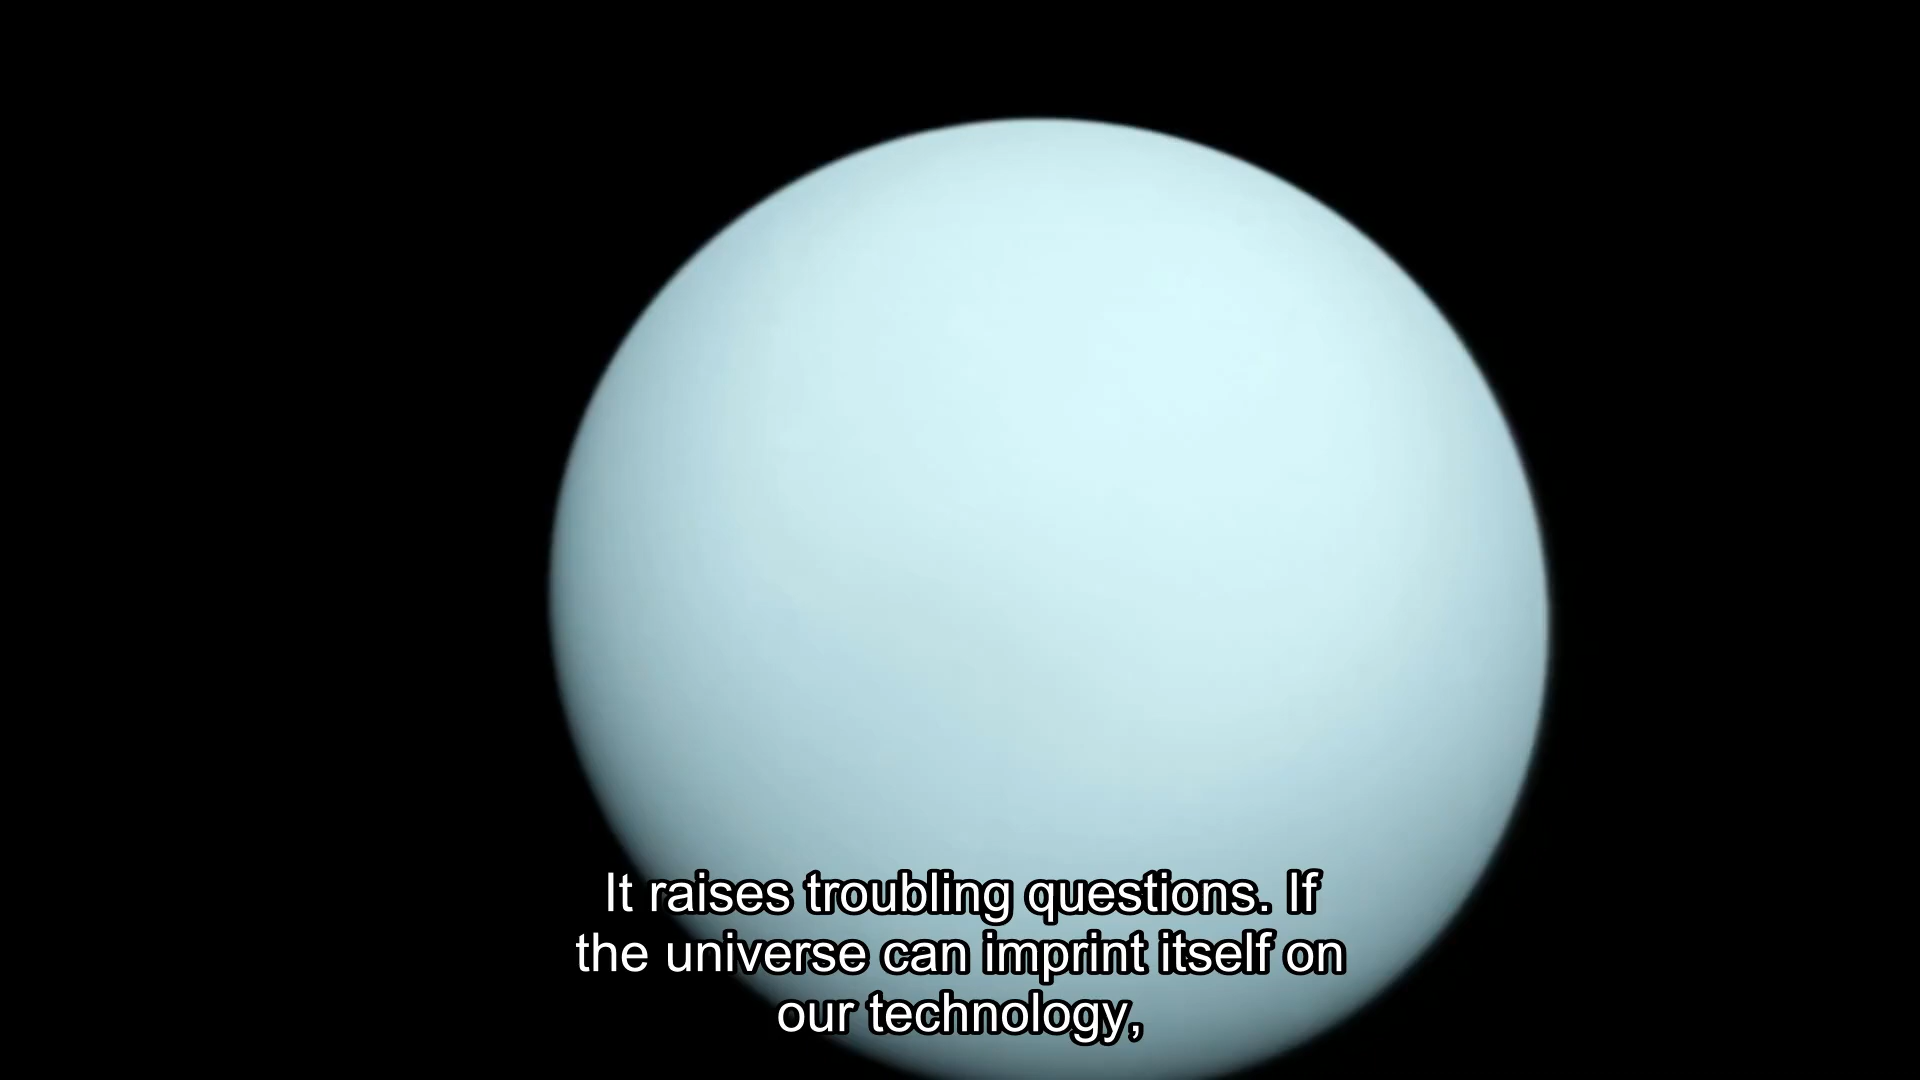 It raises troubling questions. If
the universe can imprint itself on
our technology,